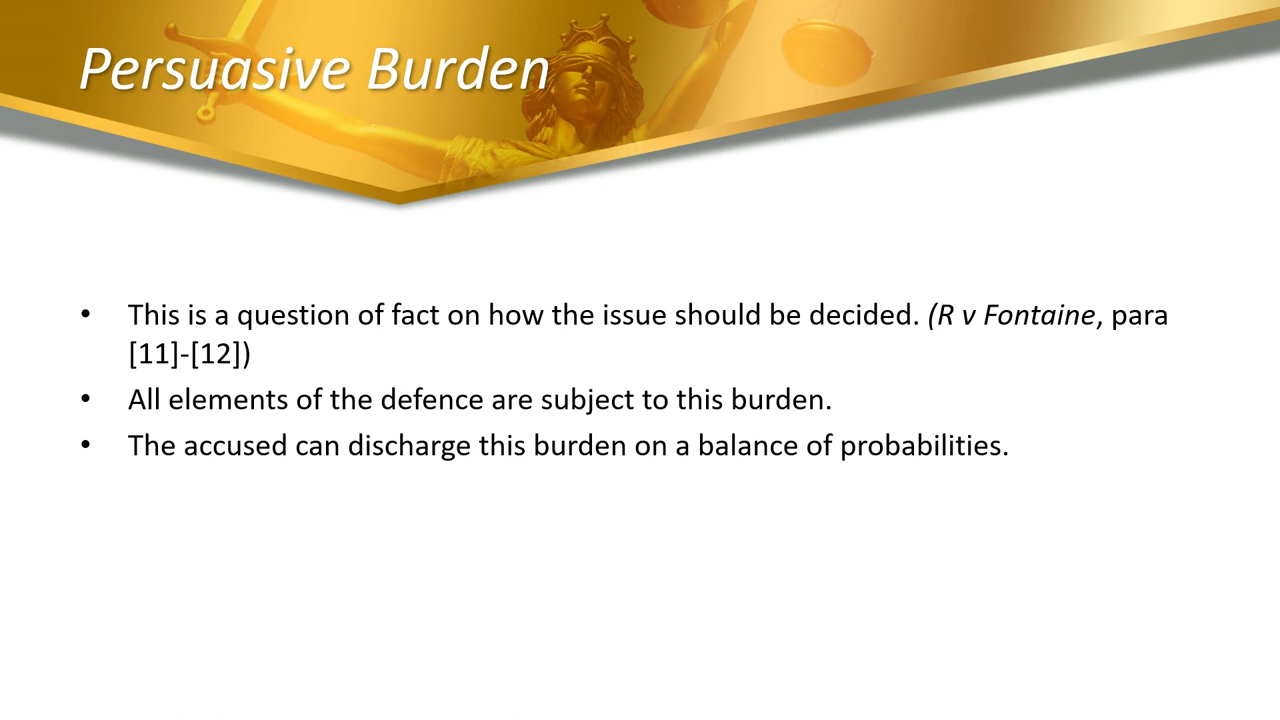 Persuasive Burden
• This is a question of fact on how the issue should be decided. (R v Fontaine, para
[11]-[12])
• All elements of the defence are subject to this burden.
• The accused can discharge this burden on a balance of probabilities.